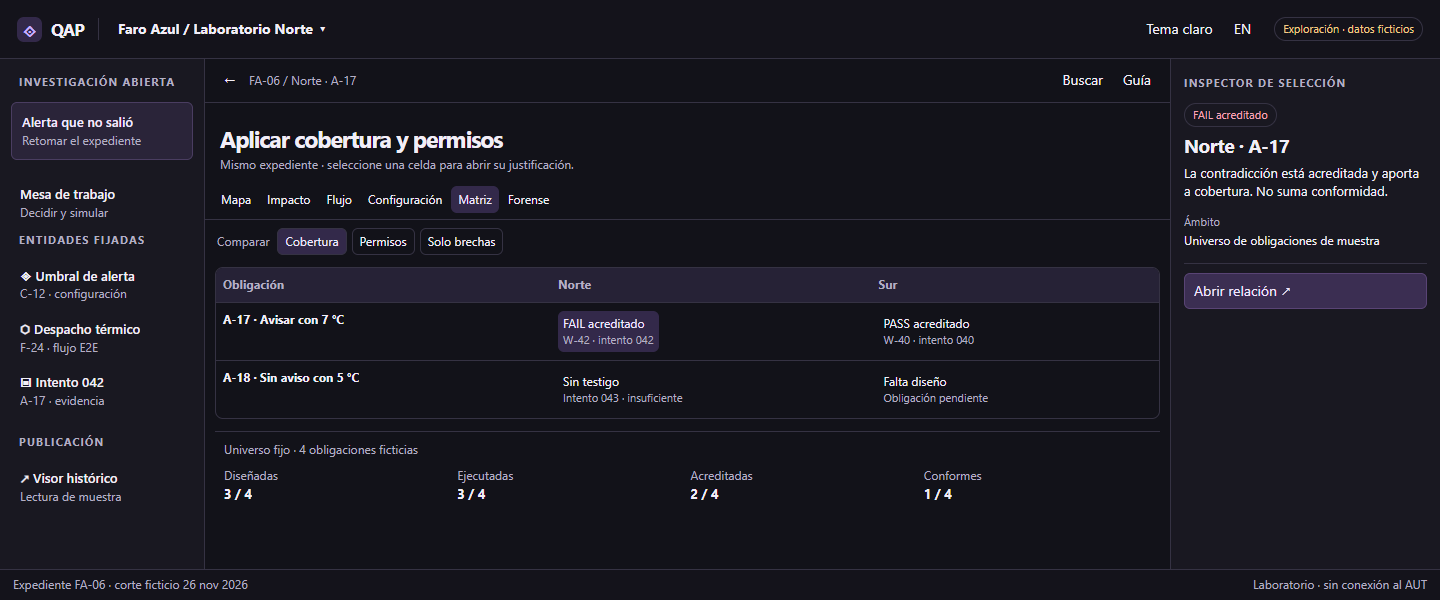 QAP
Faro Azul / Laboratorio Norte ▾
Tema claro
EN
Exploración · datos ficticios
INVESTIGACIÓN ABIERTA
Alerta que no salió
Retomar el expediente
Mesa de trabajo
Decidir y simular
ENTIDADES FIJADAS
Umbral de alerta
C-12 · configuración
Despacho térmico
F-24 · flujo E2E
Intento 042
A-17 · evidencia
PUBLICACIÓN
↗ Visor histórico
Lectura de muestra
← FA-06 / Norte · A-17
Buscar
Guía
Aplicar cobertura y permisos
Mismo expediente · seleccione una celda para abrir su justificación.
Mapa Impacto Flujo Configuración Matriz Forense
Comparar Cobertura Permisos Solo brechas
Obligación Norte Sur
A-17 · Avisar con 7 °C
FAIL acreditado
W-42 · intento 042
PASS acreditado
W-40 · intento 040
A-18 · Sin aviso con 5 °C
Sin testigo
Intento 043 · insuficiente
Falta diseño
Obligación pendiente
Universo fijo · 4 obligaciones ficticias
Diseñadas
3 / 4
Ejecutadas
3 / 4
Acreditadas
2 / 4
Conformes
1 / 4
INSPECTOR DE SELECCIÓN
FAIL acreditado
Norte · A-17
La contradicción está acreditada y aporta
a cobertura. No suma conformidad.
Ámbito
Universo de obligaciones de muestra
Abrir relación ↗
Expediente FA-06 · corte ficticio 26 nov 2026
Laboratorio · sin conexión al AUT